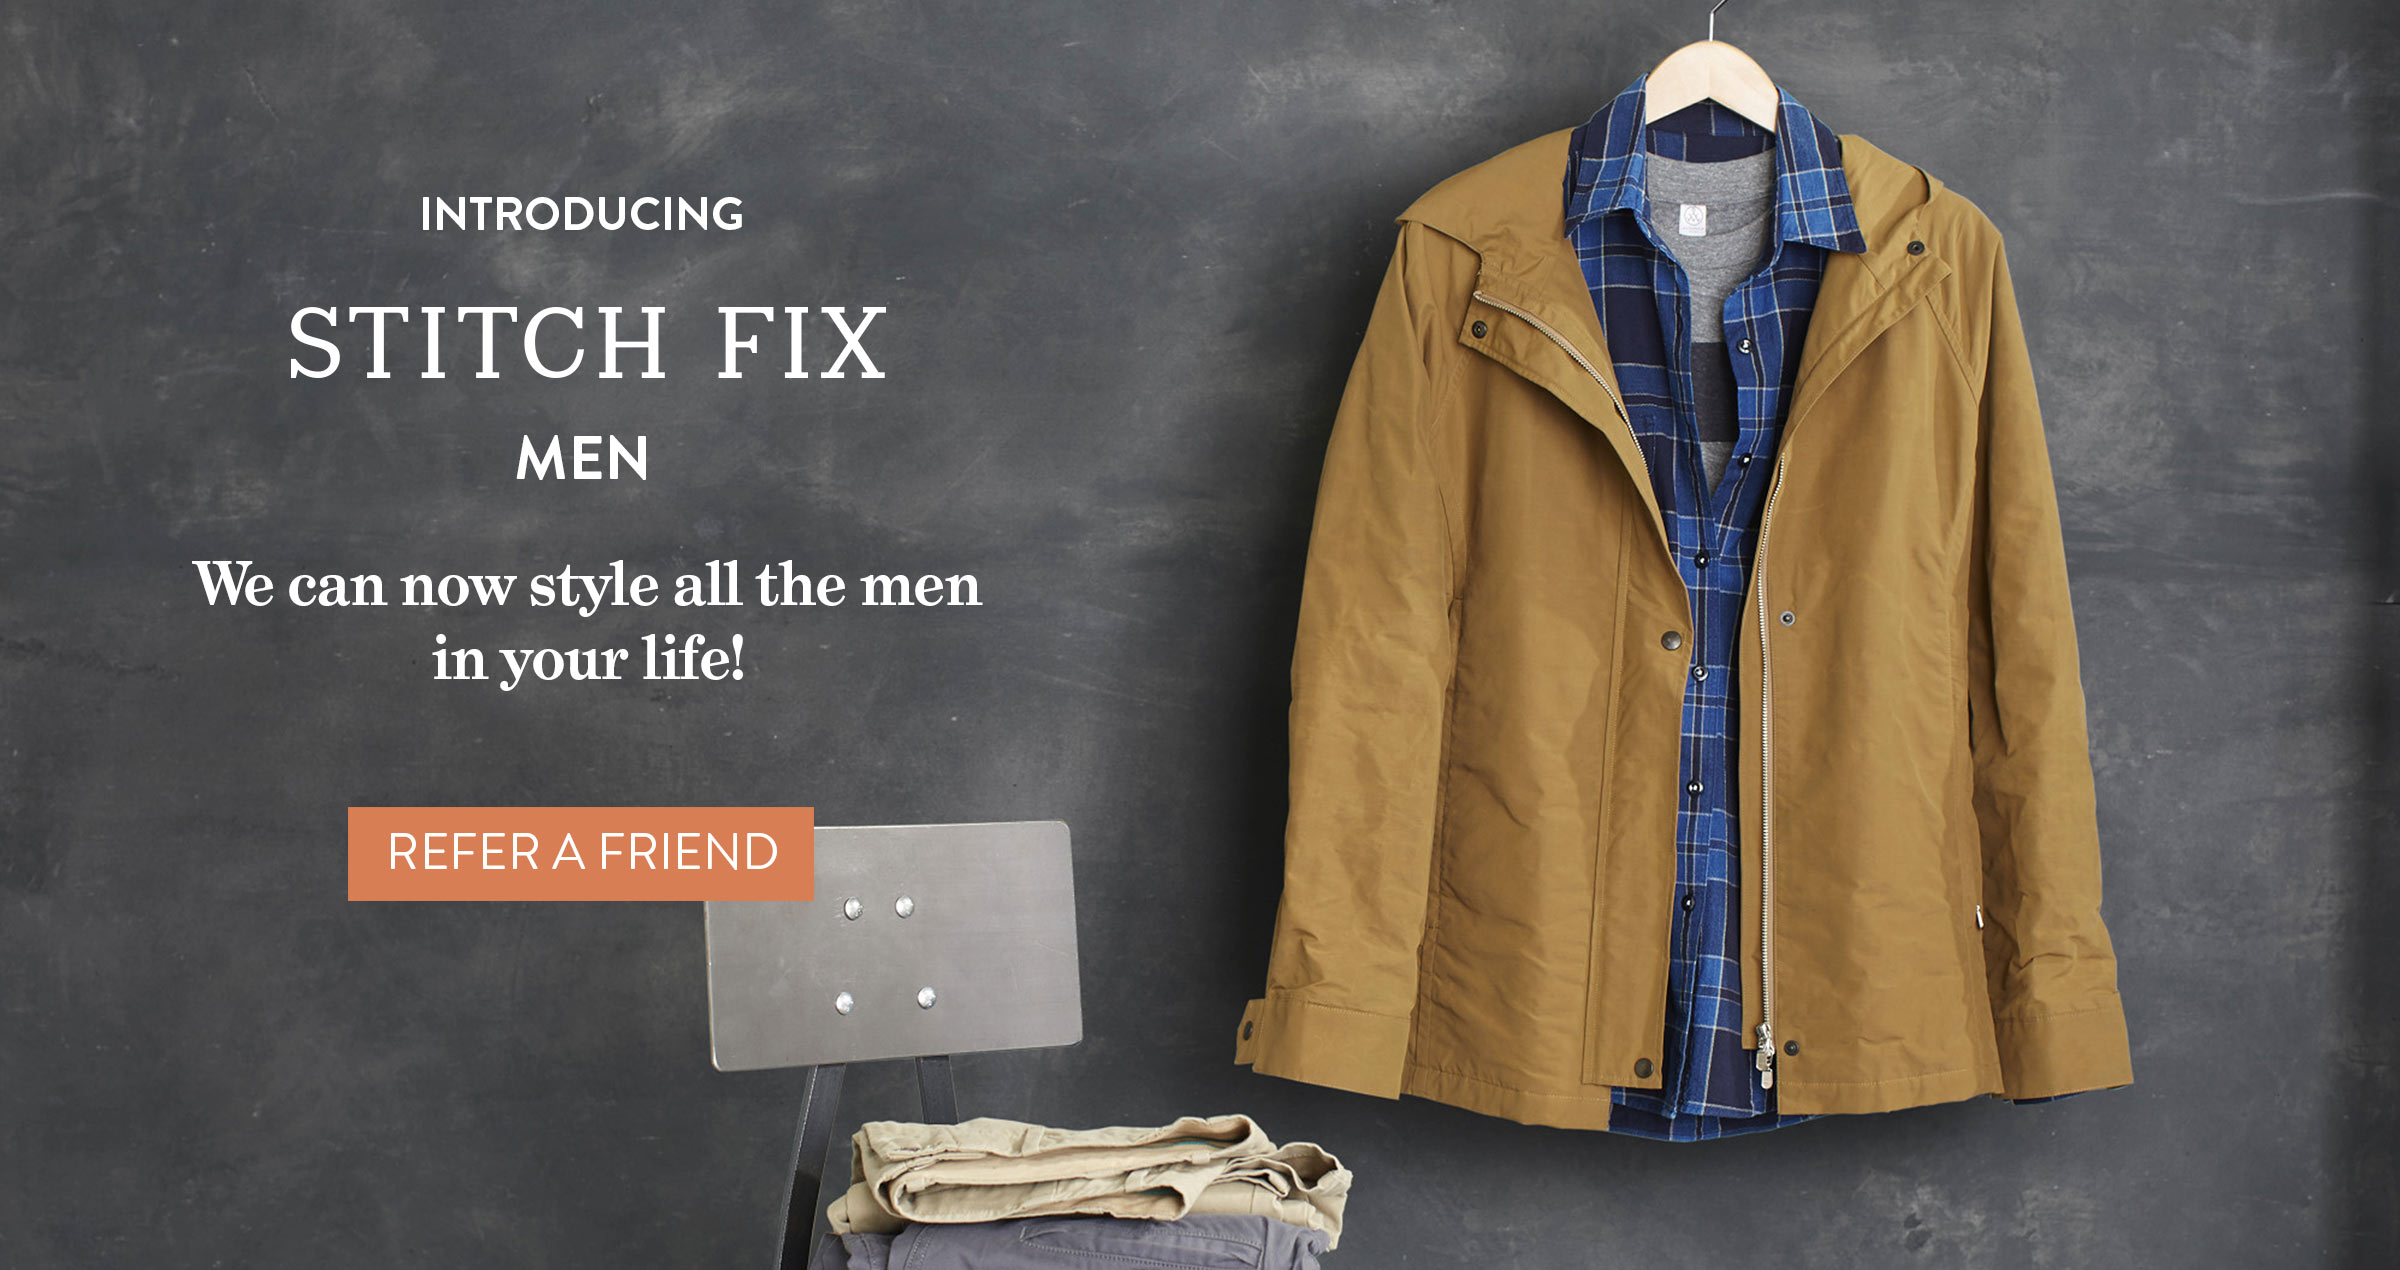 INTRODUCING
STITCH FIX
MEN
We can now style all the men
in your life!
REFER A FRIEND